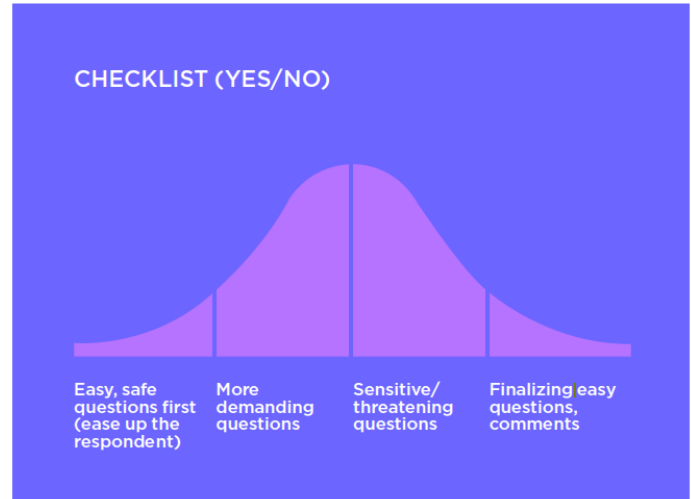 CHECKLIST (YES/NO)
Easy, safe
questions first
(ease up the
respondent)
More
demanding
questions
Sensitive/
threatening
questions
Finalizing easy
questions,
comments